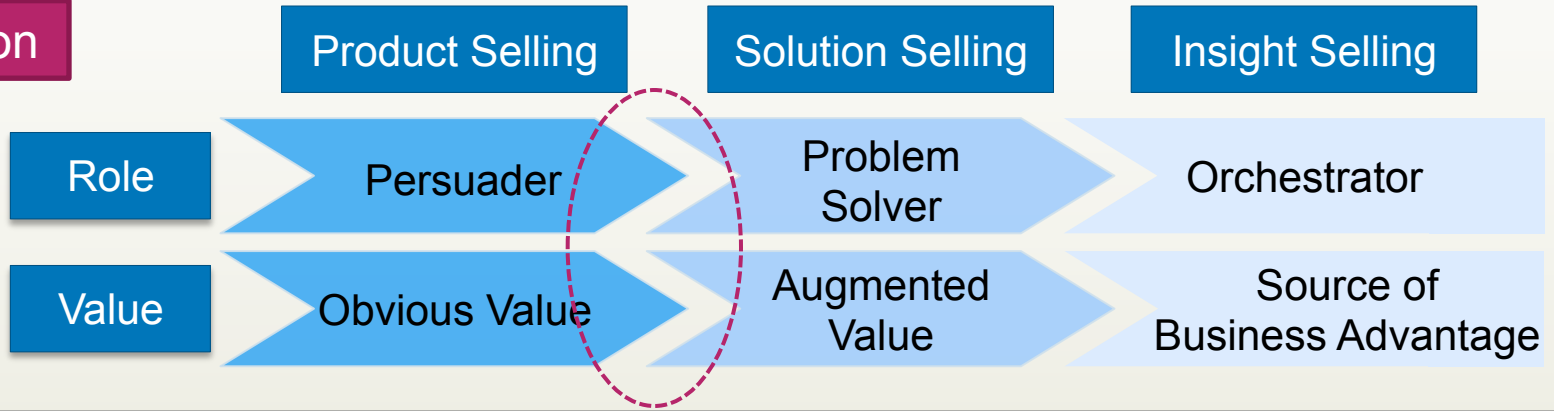 on
Product Selling
Solution Selling
Insight Selling
Role
Persuader
Problem
Solver
Orchestrator
Value
Obvious Value
Augmented
Value
Source of
Business Advantage